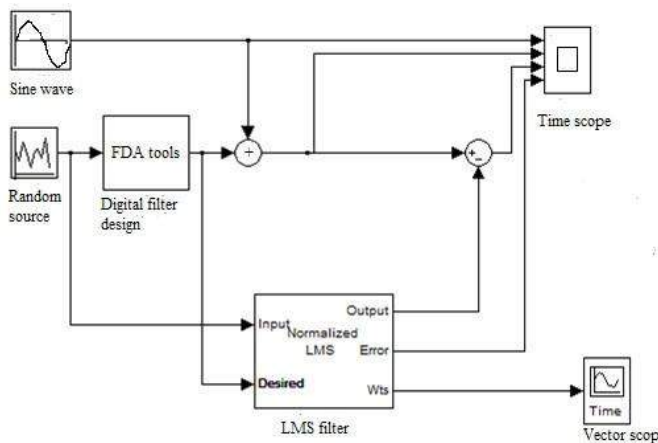 Sine wave
Time scope
FDA tools
Random
source
Digital filter
design
+
+
-
Input
Normalized
LMS
Output
Error
Desired
Wts
LMS filter
Time
Vector scop